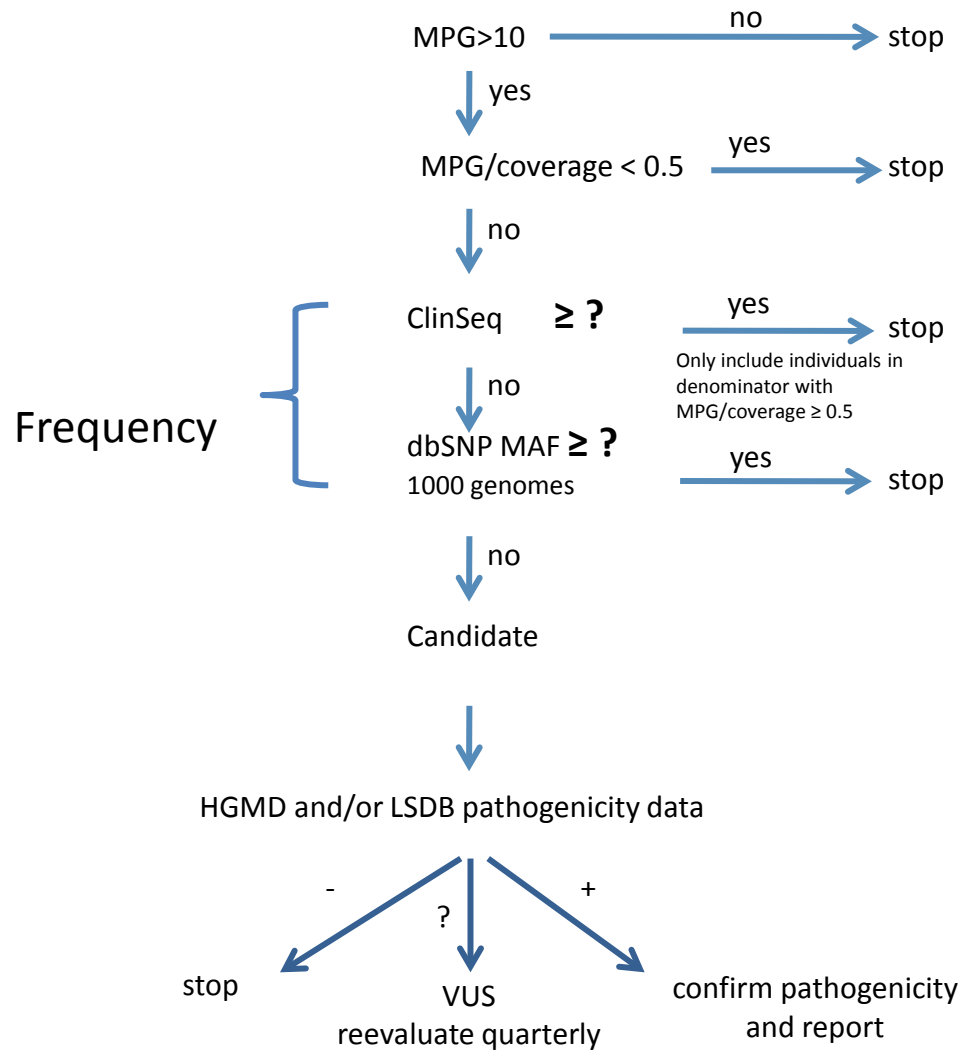 MPG>10
no
stop
yes
MPG/coverage < 0.5
yes
stop
no
ClinSeq ≥ ?
yes
stop
Only include individuals in
denominator with
MPG/coverage ≥ 0.5
no
Frequency
dbSNP MAF ≥ ?
1000 genomes
yes
stop
no
Candidate
HGMD and/or LSDB pathogenicity data
-
?
+
stop
VUS
reevaluate quarterly
confirm pathogenicity
and report